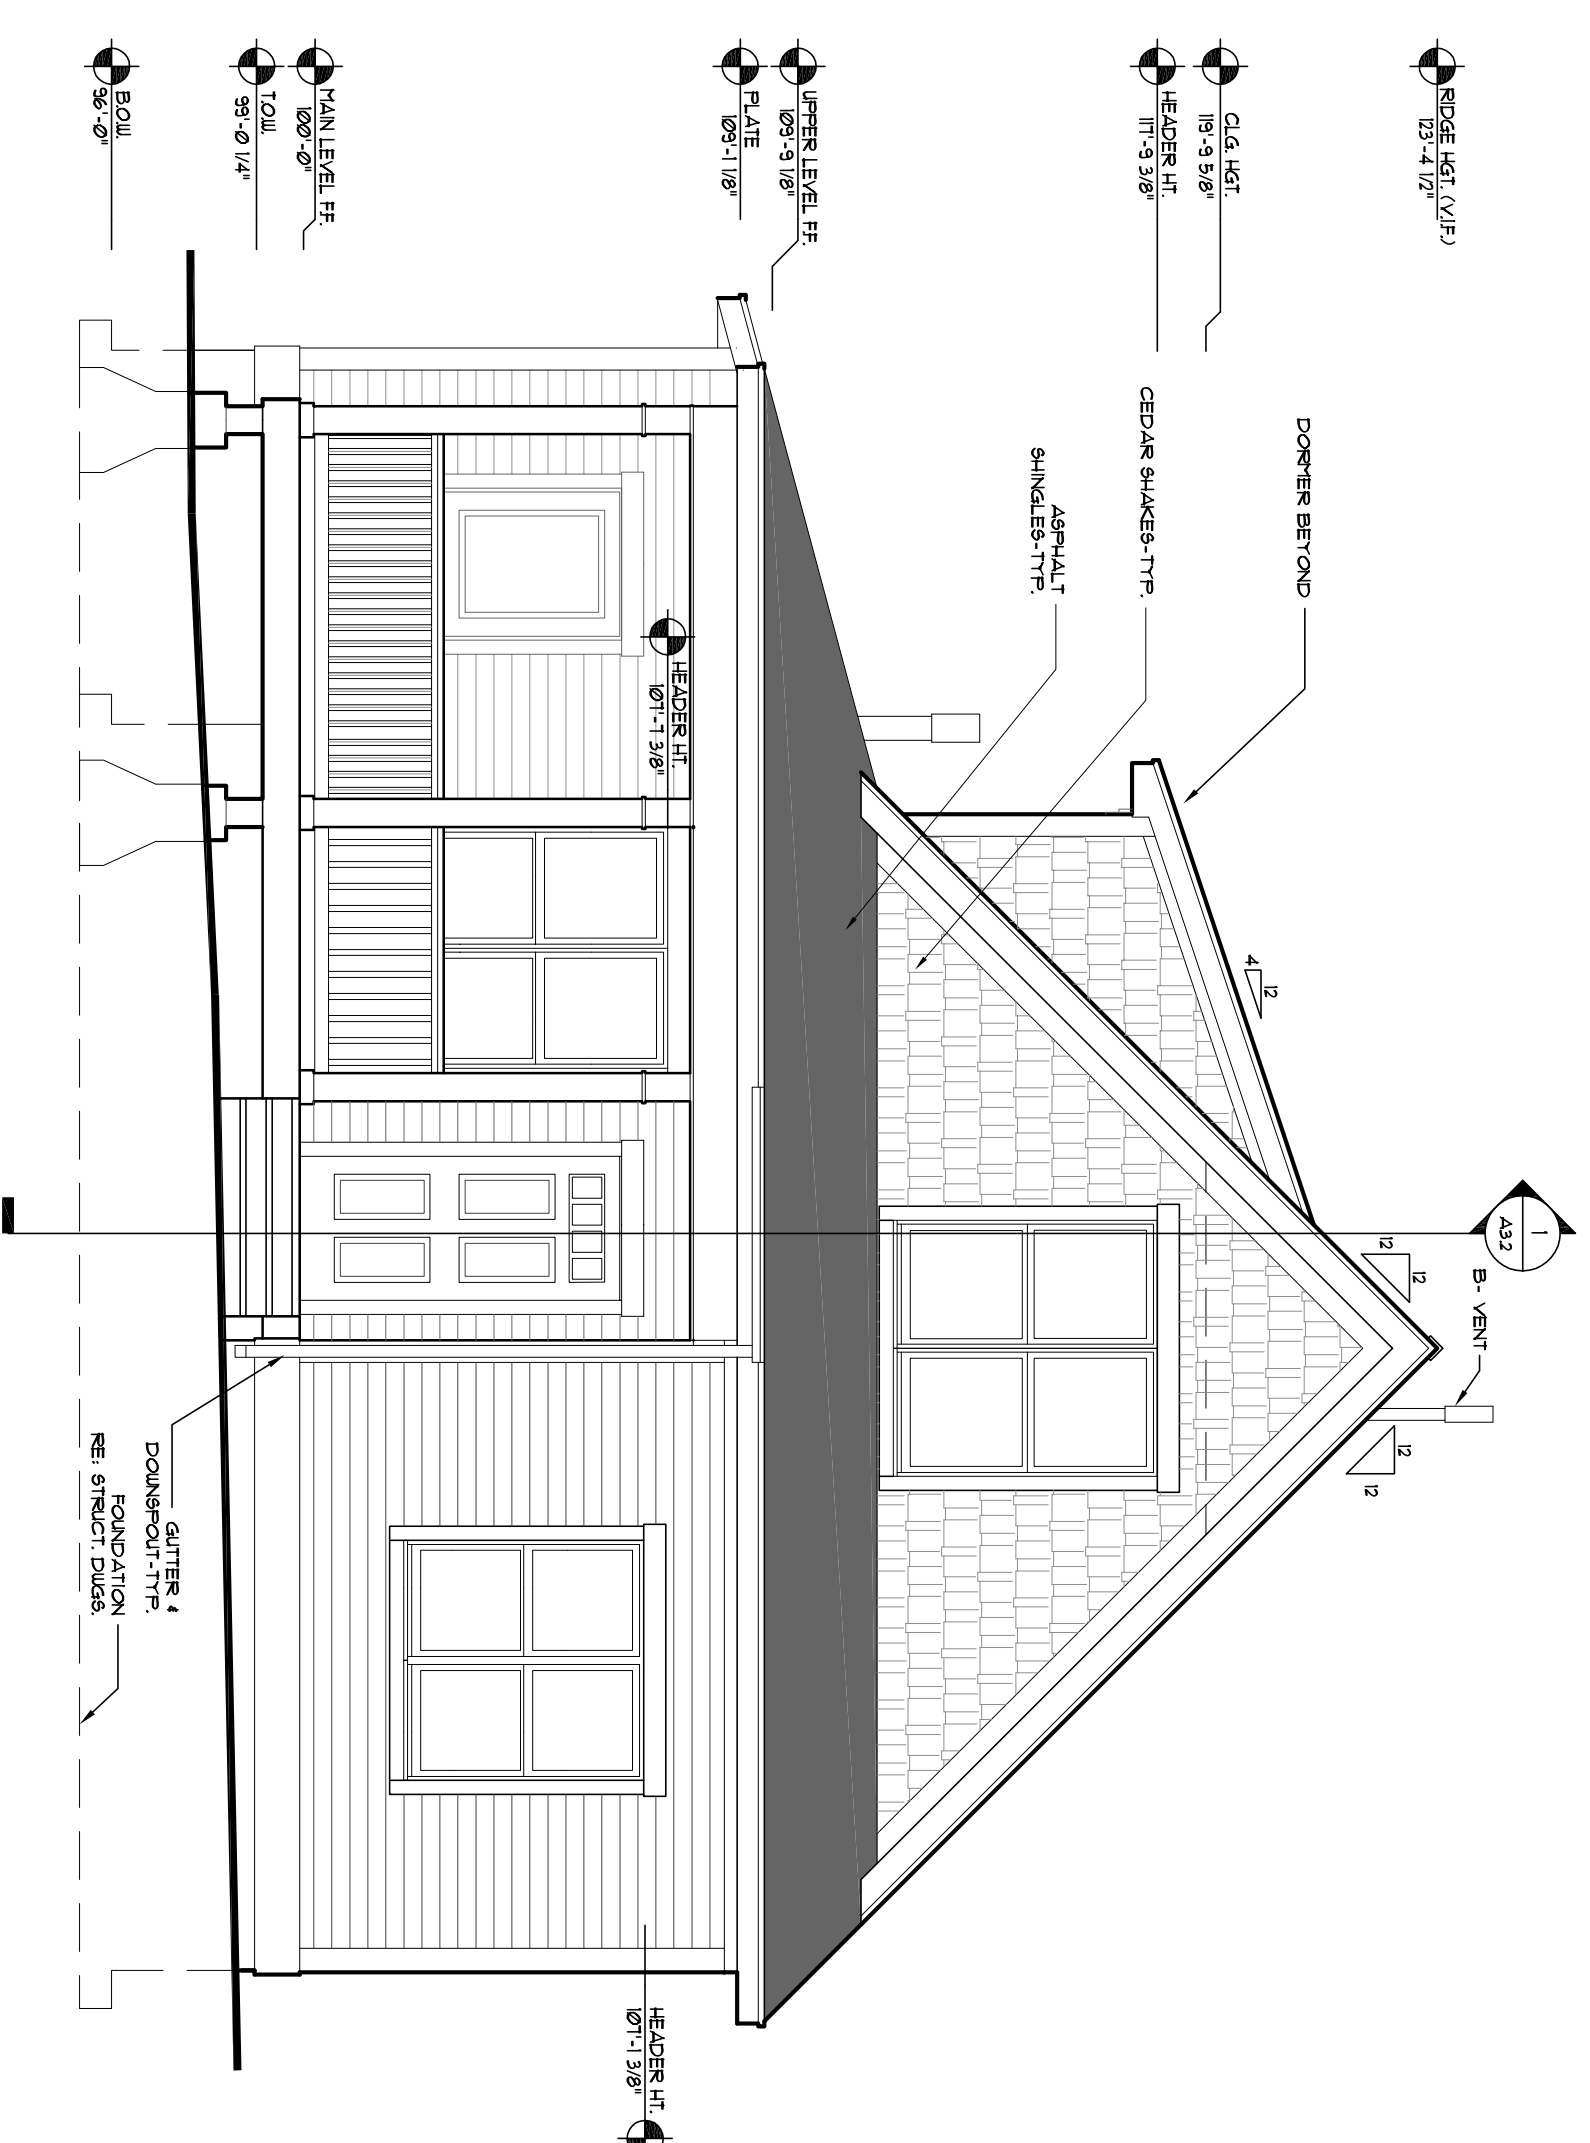 RIDGE HGT. (V.I.F.)
123'-4 1/2"
CLG. HGT.
119'-9 5/8"
HEADER HT.
117'-9 3/8"
UPPER LEVEL F.F.
109'-9 1/8"
PLATE
109'-1 1/8"
MAIN LEVEL F.F.
100'-0"
T.O.W.
99'-0 1/4"
B.O.W.
96'-0"
DORMER BEYOND
CEDAR SHAKES-TYP.
ASPHALT
SHINGLES-TYP.
HEADER HT.
107'-7 3/8"
12
4
1
A3.2
12
12
B- VENT
12
12
GUTTER &
DOWNSPOUT-TYP.
FOUNDATION
RE: STRUCT. DWGS.
HEADER HT.
107'-1 3/8"